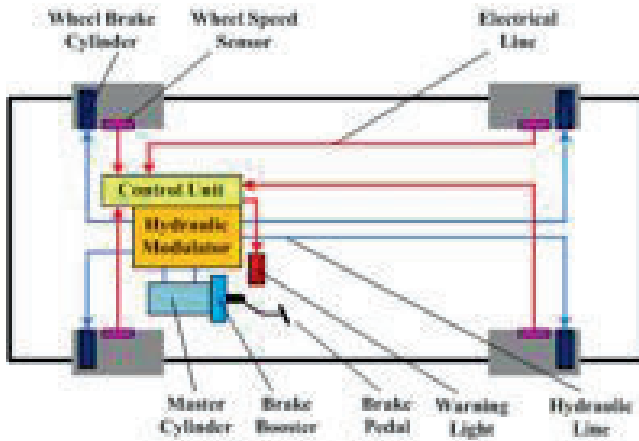 Wheel Brake
Cylinder
Wheel Speed
Sensor
Electrical
Line
Control Unit
Hydraulic
Modulator
Master
Cylinder
Brake
Booster
Brake
Pedal
Warning
Light
Hydraulic
Line